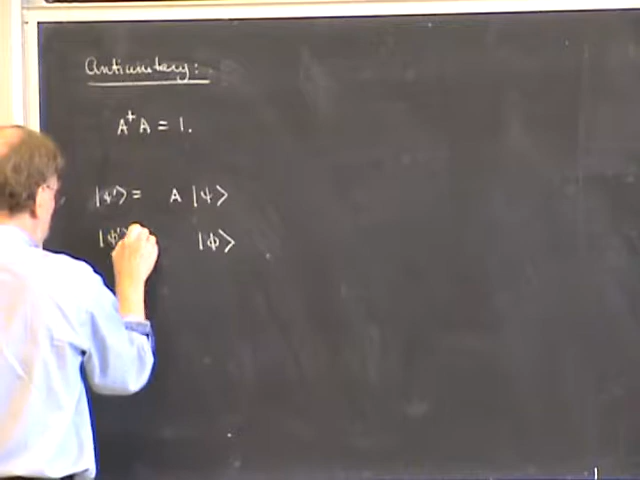 Antiunitary:
A⁺A = 1.
|ψ'> = A |ψ>
|ϕ'> |ϕ>